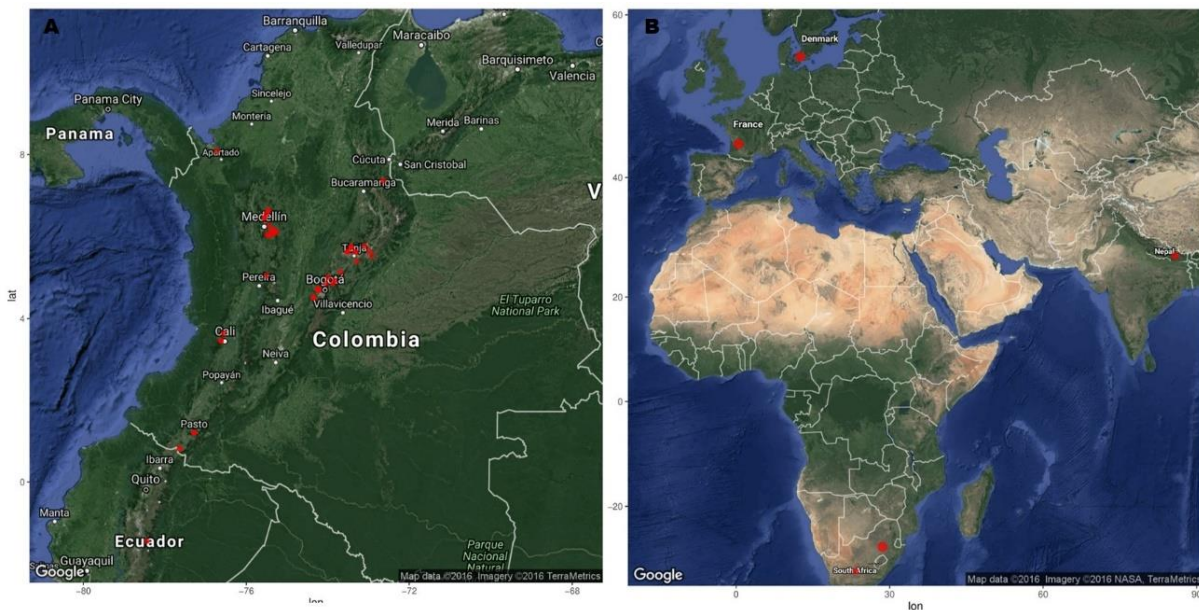 A
Barranquilla
Cartagena
Valledupar
Maracaibo
Barquisimeto
Valencia
Panama City
Sincelejo
Monteria
Merida
Barinas
Panama
Apartadó
Cúcuta
San Cristobal
Bucaramanga
V
Medellín
Tunja
Pereira
Bogotá
Ibagué
Villavicencio
El Tuparro
National Park
Cali
Colombia
Neiva
Popayán
Pasto
Ibarra
Quito
Manta
Ecuador
Guayaquil
Parque
Nacional
Natural
Google
Map data ©2016 Imagery ©2016 TerraMetrics
8
4
0
lat
−80
−76
−72
−68
lon
B
Denmark
France
Nepal
South Africa
Google
Map data ©2016 Imagery ©2016 NASA, TerraMetrics
60
40
20
0
−20
0
30
60
90
lon